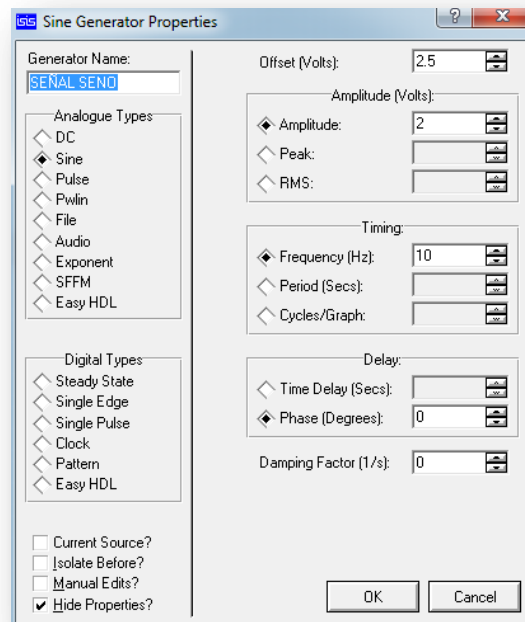 isis Sine Generator Properties
Generator Name:
SEÑAL SENO
Analogue Types
DC
Sine
Pulse
Pwlin
File
Audio
Exponent
SFFM
Easy HDL
Digital Types
Steady State
Single Edge
Single Pulse
Clock
Pattern
Easy HDL
Current Source?
Isolate Before?
Manual Edits?
Hide Properties?
Offset (Volts): 2.5
Amplitude (Volts):
Amplitude: 2
Peak:
RMS:
Timing:
Frequency (Hz): 10
Period (Secs):
Cycles/Graph:
Delay:
Time Delay (Secs):
Phase (Degrees): 0
Damping Factor (1/s): 0
OK Cancel